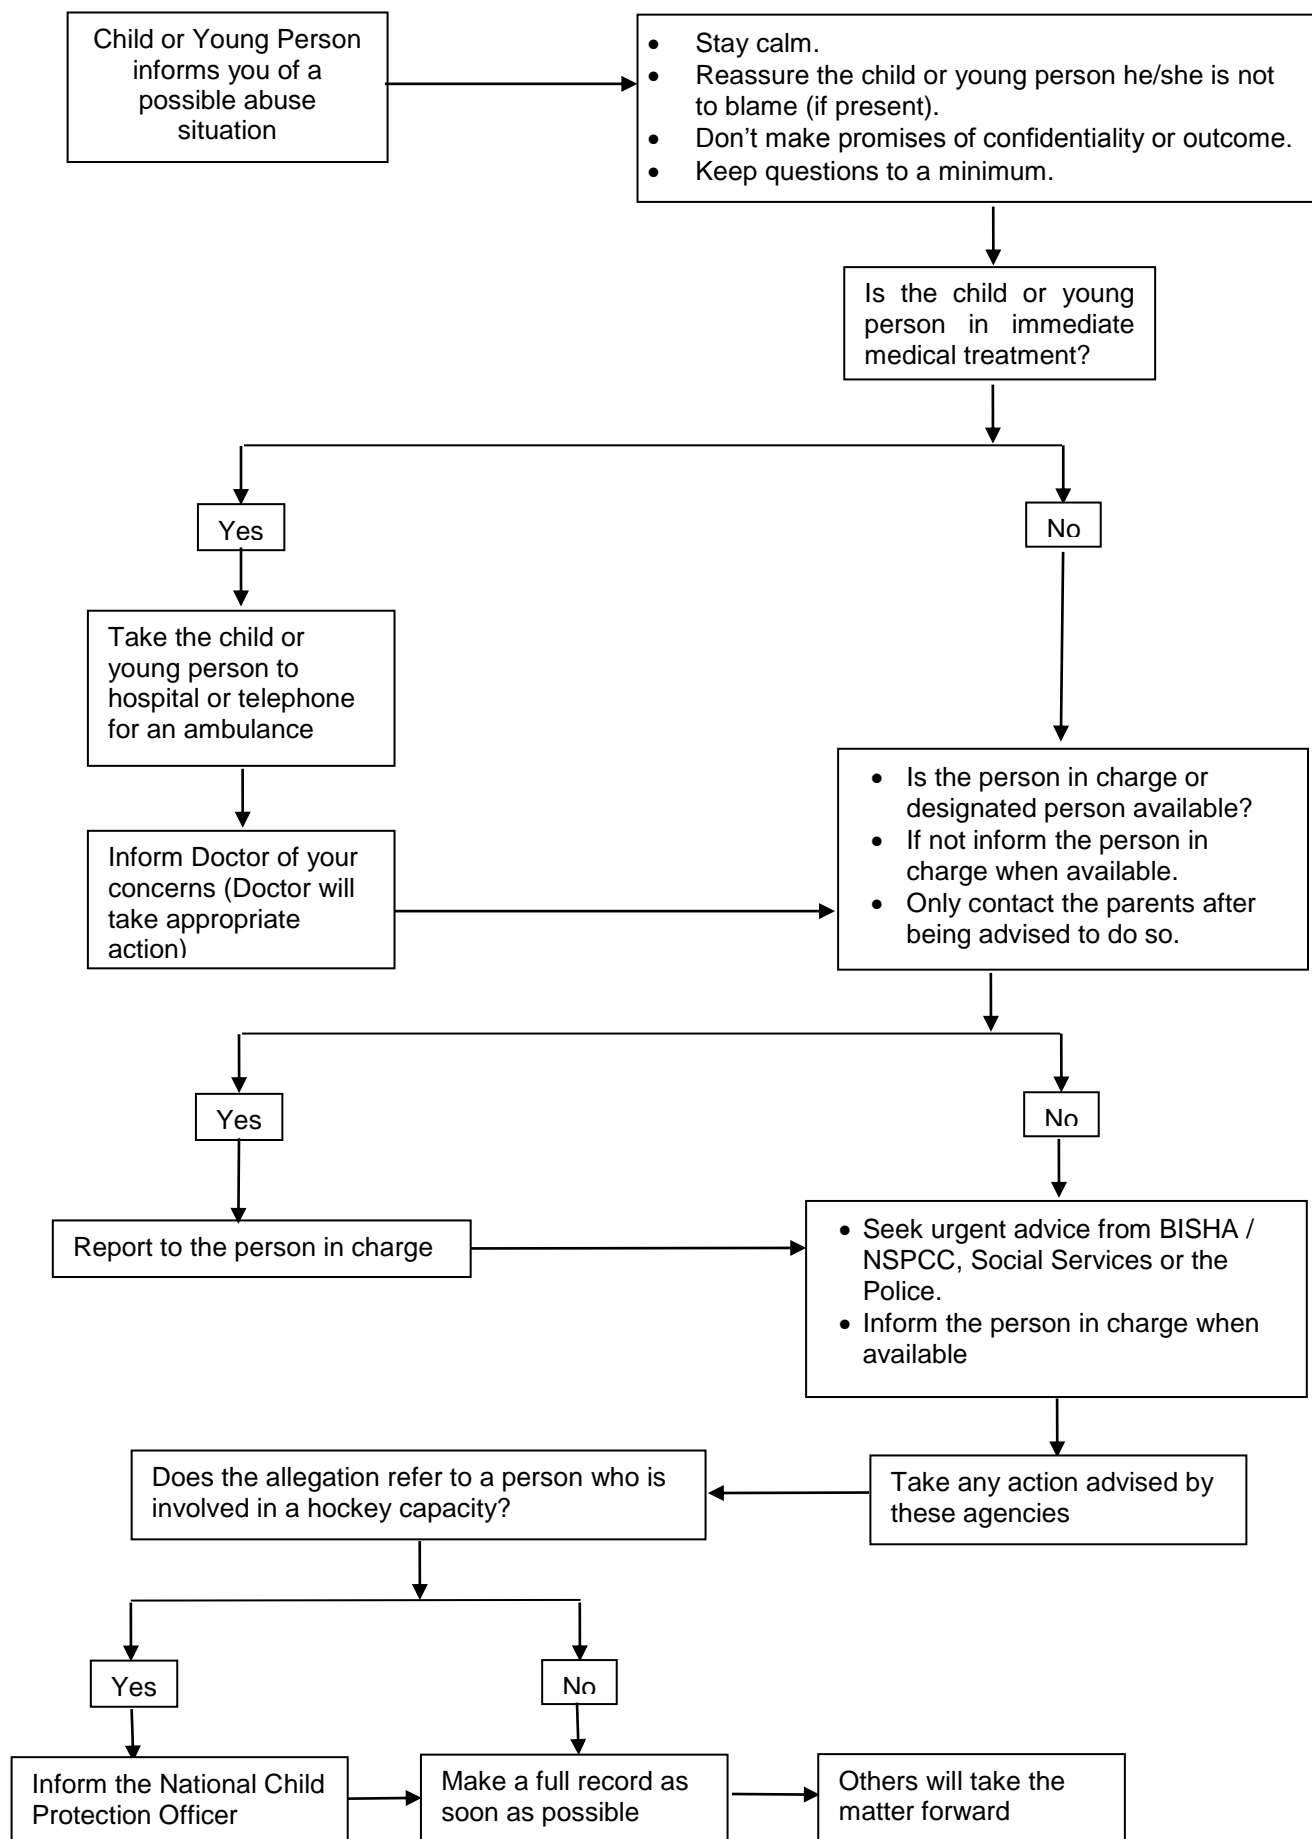 Child or Young Person
informs you of a
possible abuse
situation
• Stay calm.
• Reassure the child or young person he/she is not
to blame (if present).
• Don’t make promises of confidentiality or outcome.
• Keep questions to a minimum.
Is the child or young
person in immediate
medical treatment?
Yes
No
Take the child or
young person to
hospital or telephone
for an ambulance
Inform Doctor of your
concerns (Doctor will
take appropriate
action)
• Is the person in charge or
designated person available?
• If not inform the person in
charge when available.
• Only contact the parents after
being advised to do so.
Yes
No
Report to the person in charge
• Seek urgent advice from BISHA /
NSPCC, Social Services or the
Police.
• Inform the person in charge when
available
Does the allegation refer to a person who is
involved in a hockey capacity?
Take any action advised by
these agencies
Yes
No
Inform the National Child
Protection Officer
Make a full record as
soon as possible
Others will take the
matter forward